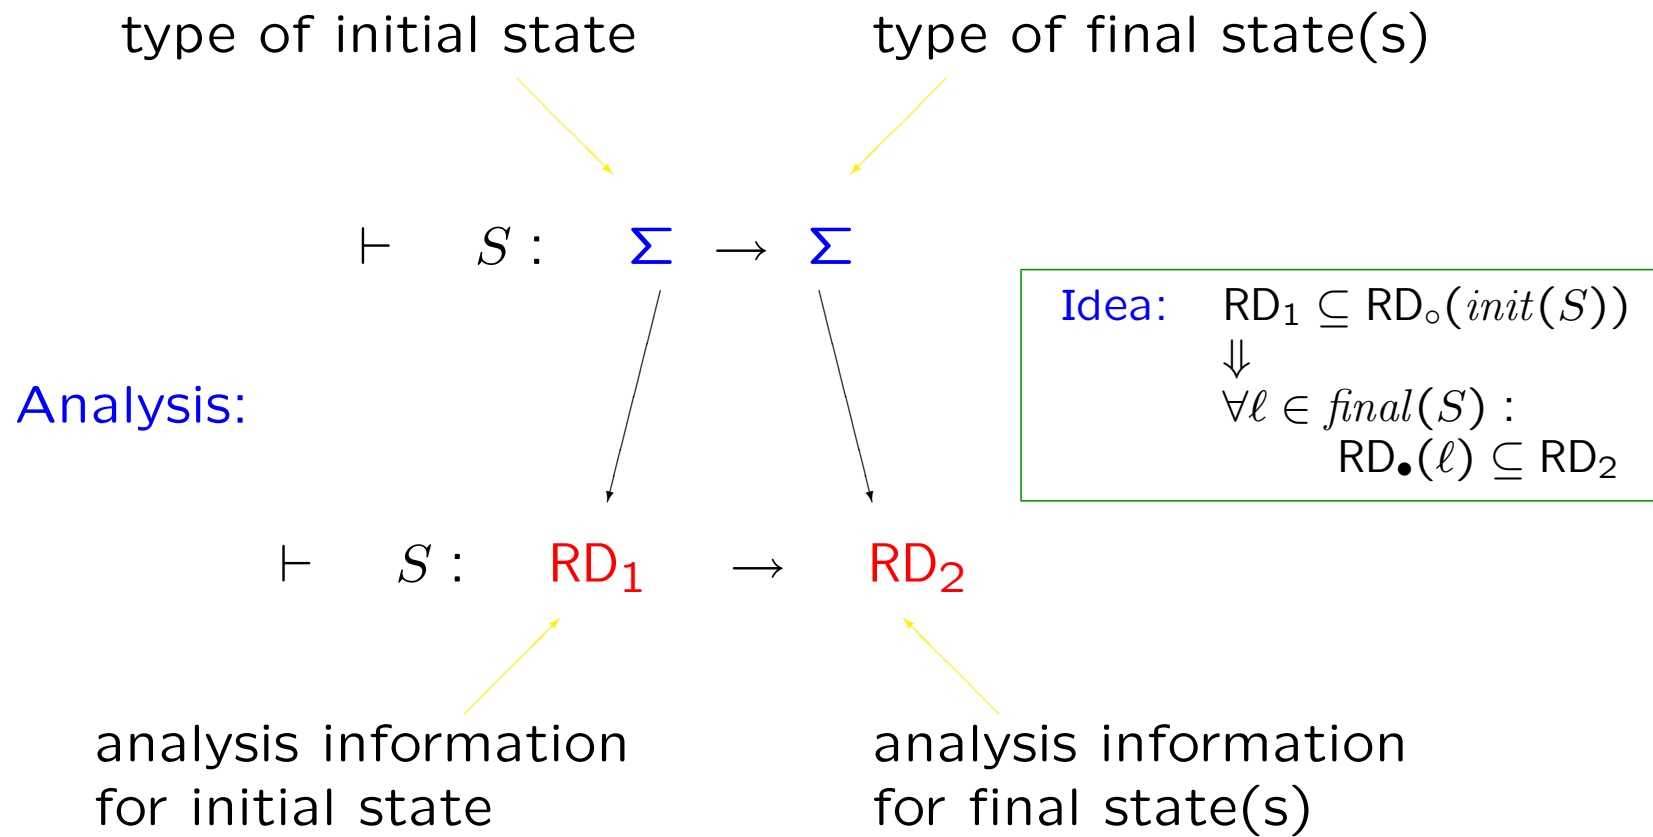 type of initial state type of final state(s)
⊢ S : Σ → Σ
Idea: RD₁ ⊆ RD∘(init(S))
⇓
∀ℓ ∈ final(S) :
RD•(ℓ) ⊆ RD₂
Analysis:
⊢ S : RD₁ → RD₂
analysis information
for initial state
analysis information
for final state(s)